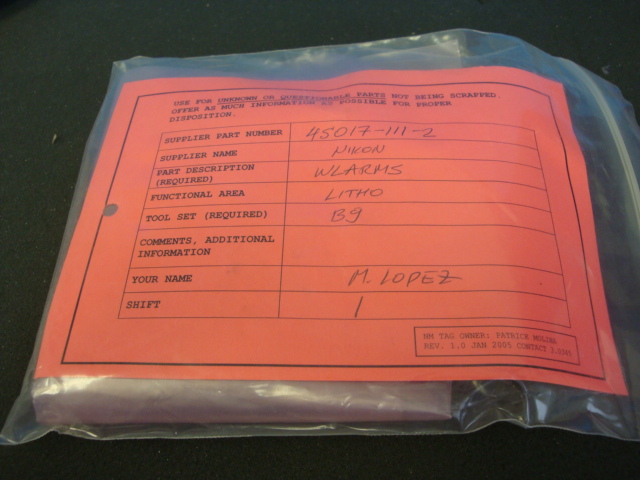 USE FOR UNKNOWN OR QUESTIONABLE PARTS NOT BEING SCRAPPED.
OFFER AS MUCH INFORMATION AS POSSIBLE FOR PROPER
DISPOSITION.
SUPPLIER PART NUMBER 45017-111-2
SUPPLIER NAME NIKON
PART DESCRIPTION
(REQUIRED) WLARMS
FUNCTIONAL AREA LITHO
TOOL SET (REQUIRED) B9
COMMENTS, ADDITIONAL
INFORMATION
YOUR NAME M. LOPEZ
SHIFT 1
TAG OWNER: PATRICE MOLINA
REV. 1.0 JAN 2005 CONTACT